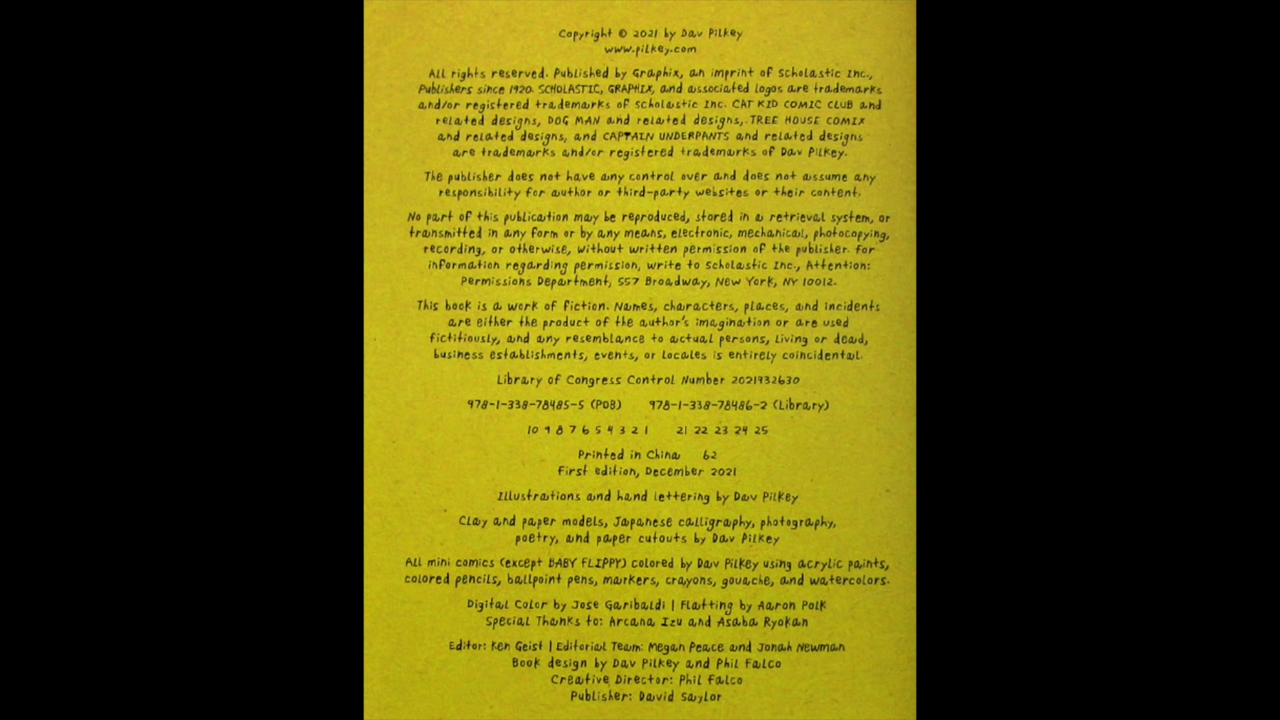 Copyright © 2021 by Dav Pilkey
www.pilkey.com
All rights reserved. Published by Graphix, an imprint of Scholastic Inc.,
Publishers since 1920. SCHOLASTIC, GRAPHIX, and associated logos are trademarks
and/or registered trademarks of Scholastic Inc. CAT KID COMIC CLUB and
related designs, DOG MAN and related designs, TREE HOUSE COMIX
and related designs, and CAPTAIN UNDERPANTS and related designs
are trademarks and/or registered trademarks of Dav Pilkey.
The publisher does not have any control over and does not assume any
responsibility for author or third-party websites or their content.
No part of this publication may be reproduced, stored in a retrieval system, or
transmitted in any form or by any means, electronic, mechanical, photocopying,
recording, or otherwise, without written permission of the publisher. For
information regarding permission, write to Scholastic Inc., Attention:
Permissions Department, 557 Broadway, New York, NY 10012.
This book is a work of fiction. Names, characters, places, and incidents
are either the product of the author's imagination or are used
fictitiously, and any resemblance to actual persons, living or dead,
business establishments, events, or locales is entirely coincidental.
Library of Congress Control Number 2021932630
978-1-338-78485-5 (POB) 978-1-338-78486-2 (Library)
10 9 8 7 6 5 4 3 2 1 21 22 23 24 25
Printed in China 62
First edition, December 2021
Illustrations and hand lettering by Dav Pilkey
Clay and paper models, Japanese calligraphy, photography,
poetry, and paper cutouts by Dav Pilkey
All mini comics (except BABY FLIPPY) colored by Dav Pilkey using acrylic paints,
colored pencils, ballpoint pens, markers, crayons, gouache, and watercolors.
Digital Color by Jose Garibaldi | Flatting by Aaron Polk
Special Thanks to: Arcana Izu and Asaba Ryokan
Editor: Ken Geist | Editorial Team: Megan Peace and Jonah Newman
Book design by Dav Pilkey and Phil Falco
Creative Director: Phil Falco
Publisher: David Saylor